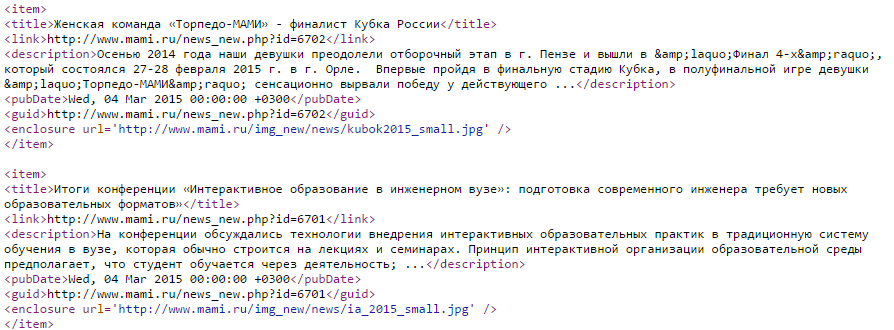 <item>
<title>Женская команда «Торпедо-МАМИ» - финалист Кубка России</title>
<link>http://www.mami.ru/news_new.php?id=6702</link>
<description>Осенью 2014 года наши девушки преодолели отборочный этап в г. Пензе и вышли в &amp;laquo;Финал 4-х&amp;raquo;,
который состоялся 27-28 февраля 2015 г. в г. Орле.  Впервые пройдя в финальную стадию Кубка, в полуфинальной игре девушки
&amp;laquo;Торпедо-МАМИ&amp;raquo; сенсационно вырвали победу у действующего ...</description>
<pubDate>Wed, 04 Mar 2015 00:00:00 +0300</pubDate>
<guid>http://www.mami.ru/news_new.php?id=6702</guid>
<enclosure url='http://www.mami.ru/img_new/news/kubok2015_small.jpg' />
</item>
<item>
<title>Итоги конференции «Интерактивное образование в инженерном вузе»: подготовка современного инженера требует новых
образовательных форматов»</title>
<link>http://www.mami.ru/news_new.php?id=6701</link>
<description>На конференции обсуждались технологии внедрения интерактивных образовательных практик в традиционную систему
обучения в вузе, которая обычно строится на лекциях и семинарах. Принцип интерактивной организации образовательной среды
предполагает, что студент обучается через деятельность; ...</description>
<pubDate>Wed, 04 Mar 2015 00:00:00 +0300</pubDate>
<guid>http://www.mami.ru/news_new.php?id=6701</guid>
<enclosure url='http://www.mami.ru/img_new/news/ia_2015_small.jpg' />
</item>